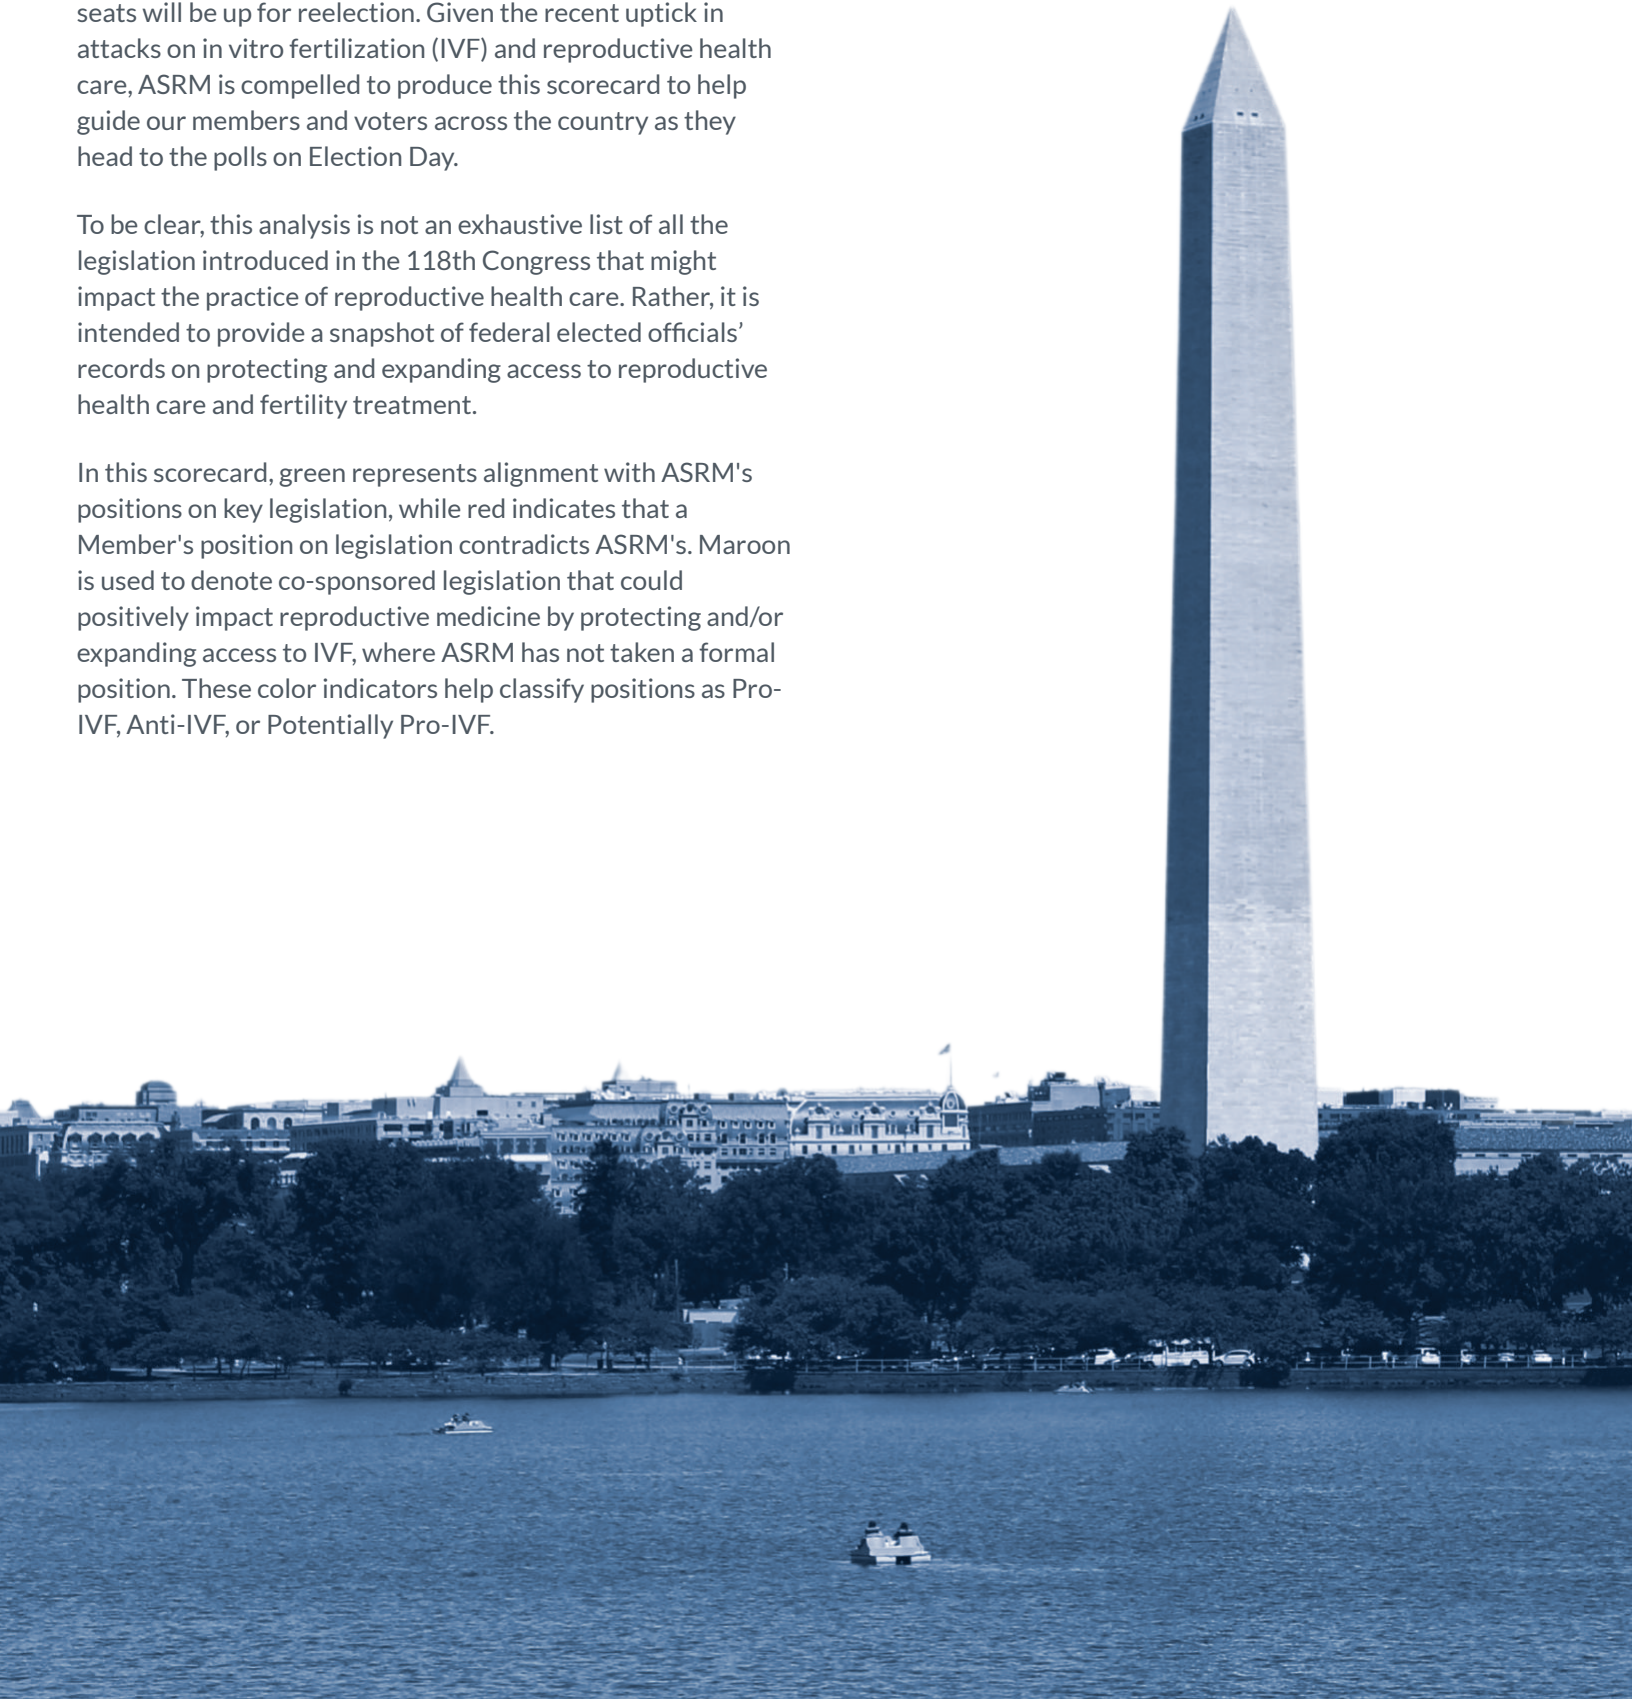 seats will be up for reelection. Given the recent uptick in
attacks on in vitro fertilization (IVF) and reproductive health
care, ASRM is compelled to produce this scorecard to help
guide our members and voters across the country as they
head to the polls on Election Day.
To be clear, this analysis is not an exhaustive list of all the
legislation introduced in the 118th Congress that might
impact the practice of reproductive health care. Rather, it is
intended to provide a snapshot of federal elected officials’
records on protecting and expanding access to reproductive
health care and fertility treatment.
In this scorecard, green represents alignment with ASRM's
positions on key legislation, while red indicates that a
Member's position on legislation contradicts ASRM's. Maroon
is used to denote co-sponsored legislation that could
positively impact reproductive medicine by protecting and/or
expanding access to IVF, where ASRM has not taken a formal
position. These color indicators help classify positions as Pro-
IVF, Anti-IVF, or Potentially Pro-IVF.